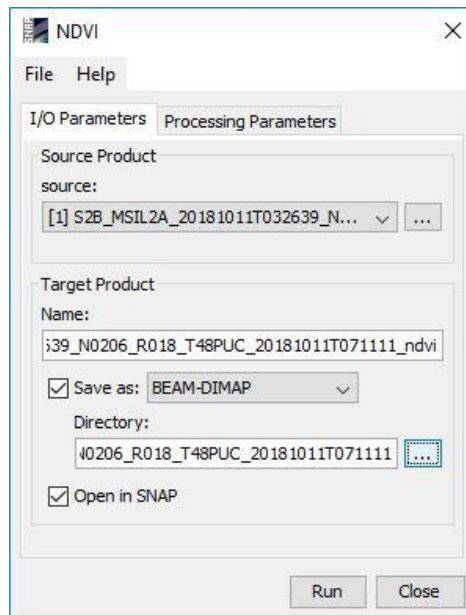 NDVI
File Help
I/O Parameters Processing Parameters
Source Product
source:
[1] S2B_MSIL2A_20181011T032639_N... ...
Target Product
Name:
;39_N0206_R018_T48PUC_20181011T071111_ndvi
Save as: BEAM-DIMAP
Directory:
N0206_R018_T48PUC_20181011T071111 ...
Open in SNAP
Run Close